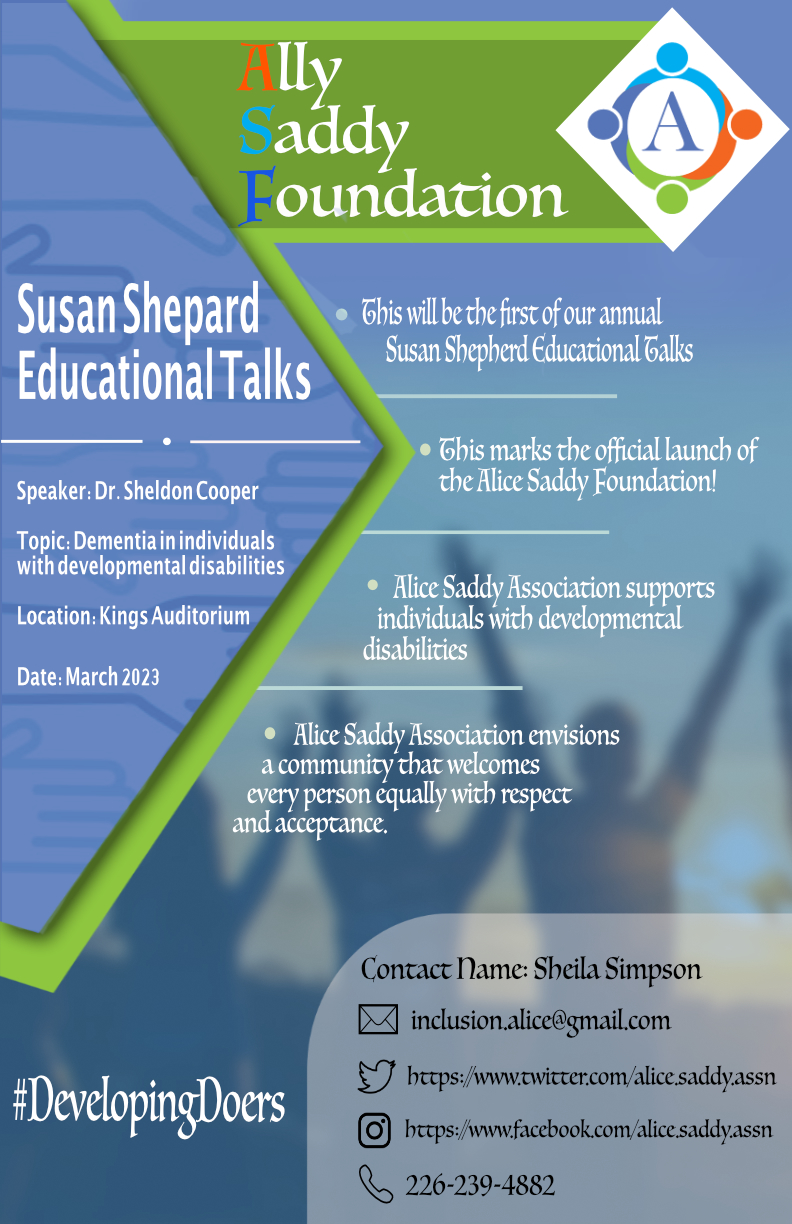 Ally
Saddy
Foundation
A
Susan Shepard
Educational Talks
Speaker: Dr. Sheldon Cooper
Topic: Dementia in individuals
with developmental disabilities
Location: Kings Auditorium
Date: March 2023
This will be the first of our annual
Susan Shepherd Educational Talks
This marks the official launch of
the Alice Saddy Foundation!
Alice Saddy Association supports
individuals with developmental
disabilities
Alice Saddy Association envisions
a community that welcomes
every person equally with respect
and acceptance.
#DevelopingDoers
Contact Name: Sheila Simpson
inclusion.alice@gmail.com
https://www.twitter.com/alice.saddy.assn
https://www.facebook.com/alice.saddy.assn
226-239-4882